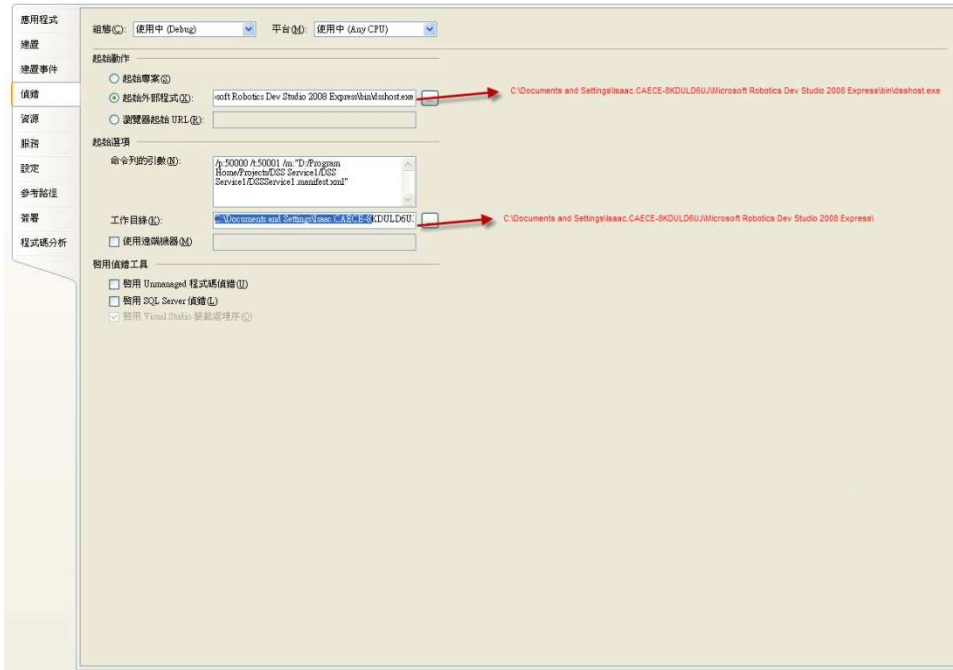 應用程式
建置
建置事件
偵錯
資源
服務
設定
參考路徑
簽署
程式碼分析
組態(C): 使用中 (Debug) 平台(M): 使用中 (Any CPU)
起始動作
起始專案(S)
起始外部程式(X): soft Robotics Dev Studio 2008 Express\bin\dsshost.exe ... C:\Documents and Settings\Isaac.CAECE-8KDULD6UJ\Microsoft Robotics Dev Studio 2008 Express\bin\dsshost.exe
瀏覽器起始 URL(R):
起始選項
命令列的引數(N): /p:50000 /t:50001 /m:"D:/Program
Home/Projects/DSS Service1/DSS
Service1/DSSService1.manifest.xml"
工作目錄(K): C:\Documents and Settings\Isaac.CAECE-8KDULD6UJ ... C:\Documents and Settings\Isaac.CAECE-8KDULD6UJ\Microsoft Robotics Dev Studio 2008 Express\
使用遠端機器(M)
啓用偵錯工具
啓用 Unmanaged 程式碼偵錯(U)
啓用 SQL Server 偵錯(L)
啓用 Visual Studio 裝載處理序(O)